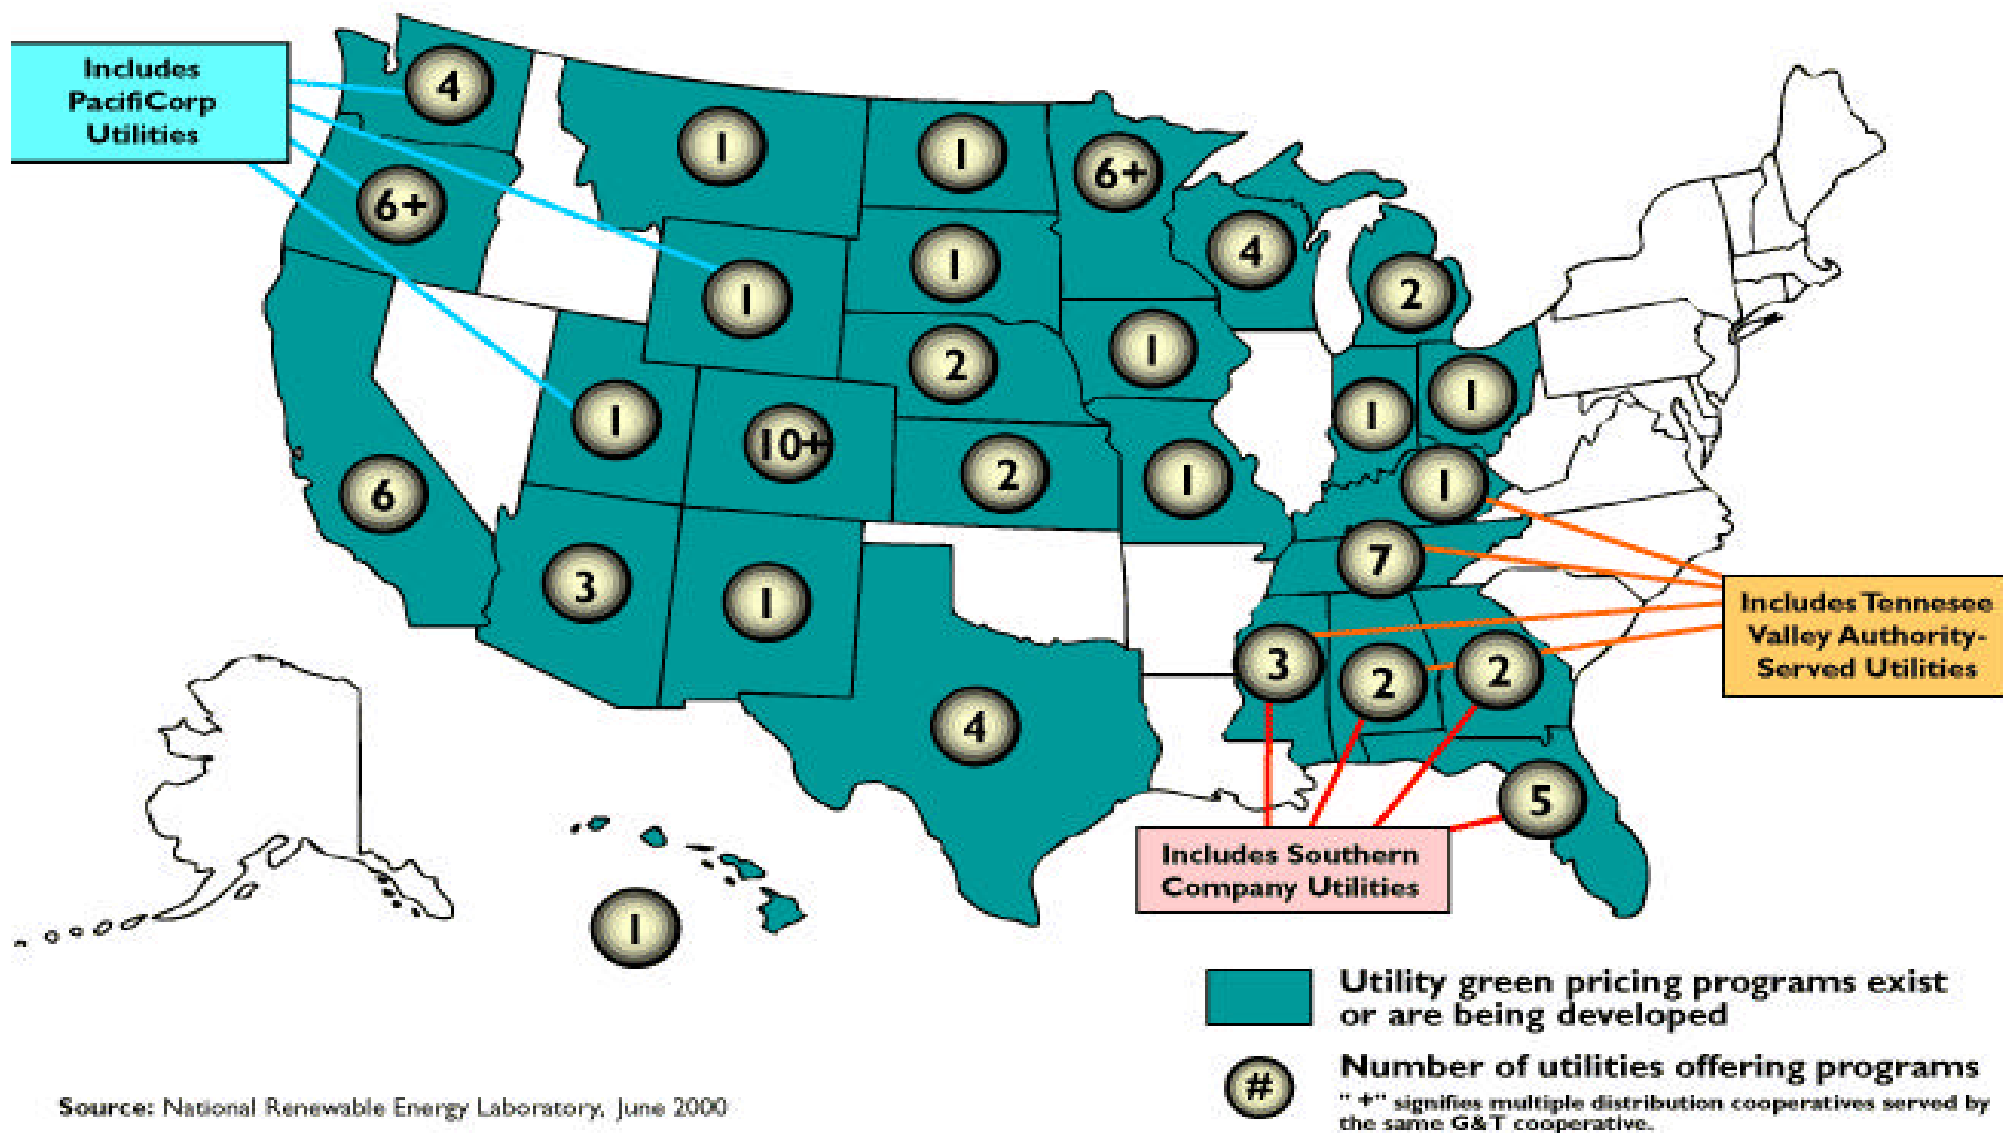 Includes
PacifiCorp
Utilities
4
1
1
6+
6+
4
1
1
2
2
1
1
1
1
10+
2
1
1
6
3
1
7
3
2
2
4
5
1
Includes Tennesee
Valley Authority-
Served Utilities
Includes Southern
Company Utilities
Utility green pricing programs exist
or are being developed
#
Number of utilities offering programs
" +" signifies multiple distribution cooperatives served by
the same G&T cooperative.
Source: National Renewable Energy Laboratory, June 2000